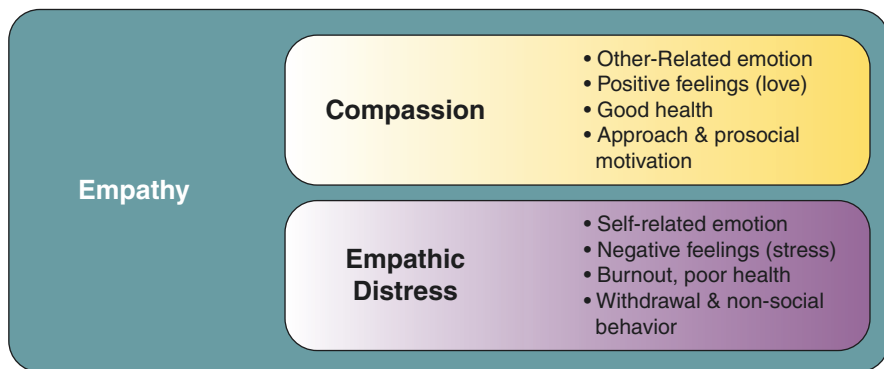 Empathy
Compassion
• Other-Related emotion
• Positive feelings (love)
• Good health
• Approach & prosocial
motivation
Empathic
Distress
• Self-related emotion
• Negative feelings (stress)
• Burnout, poor health
• Withdrawal & non-social
behavior